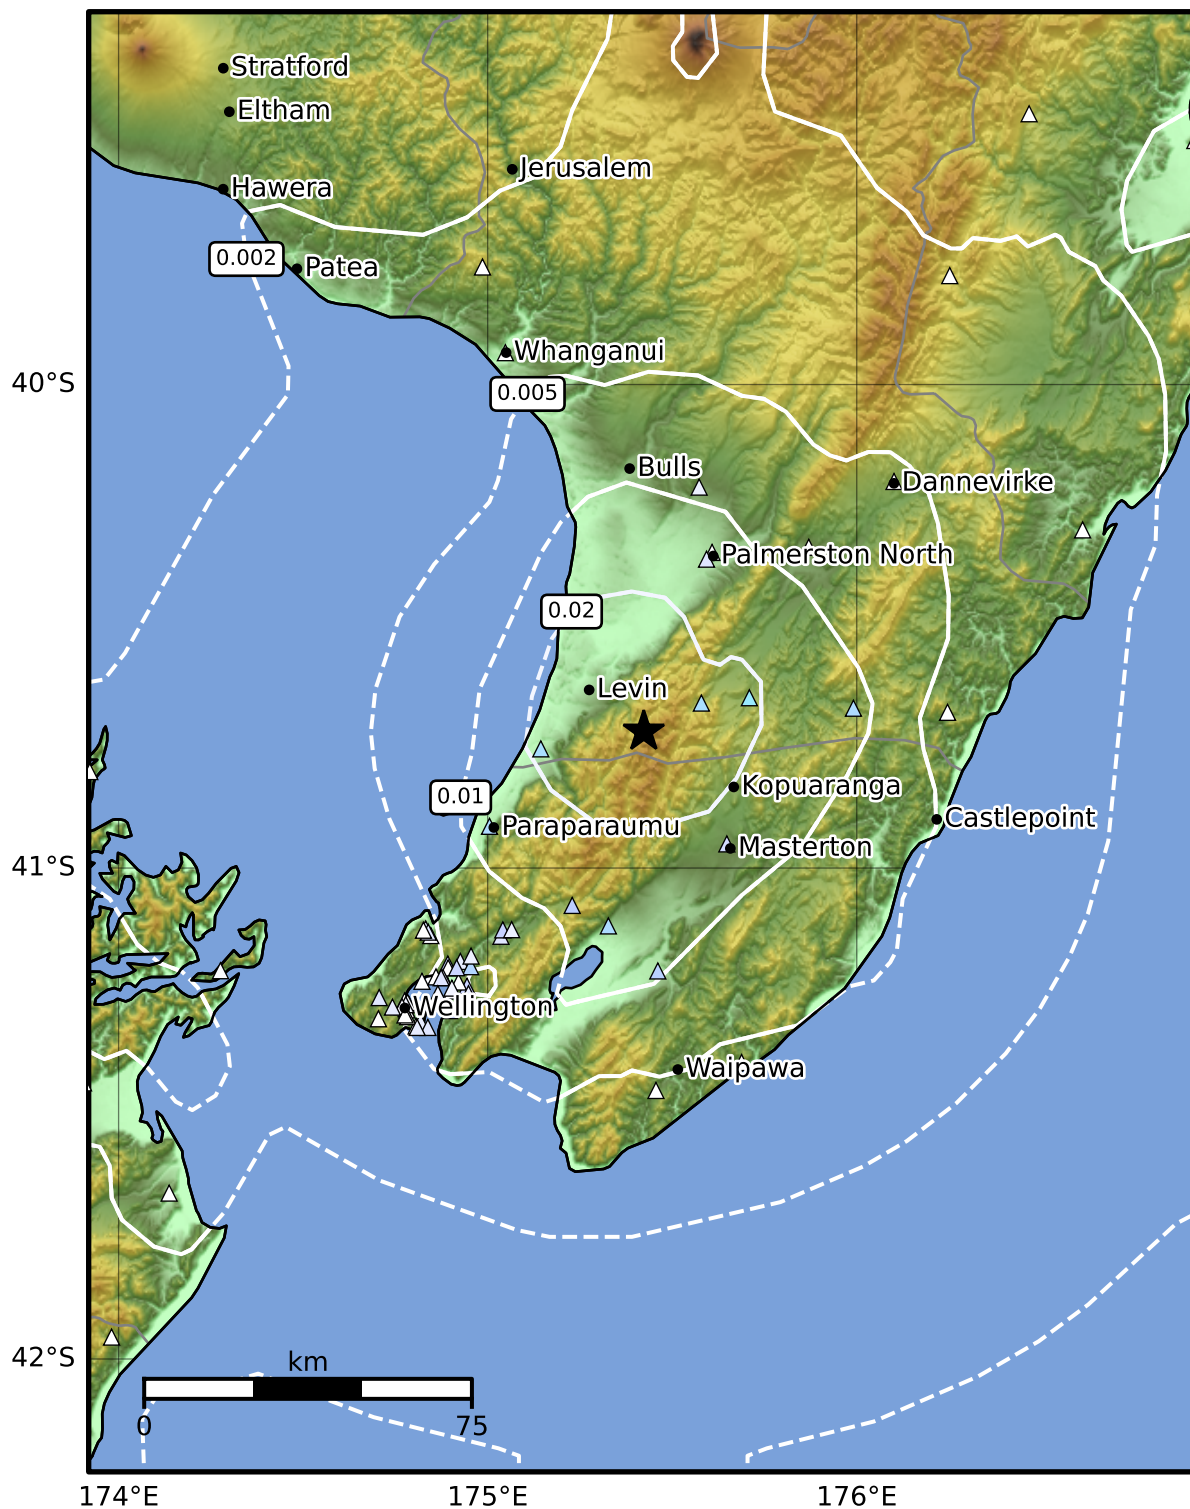 Stratford
Eltham
Jerusalem
Hawera
0.002
Patea
Whanganui
40°S
0.005
Bulls
Dannevirke
Palmerston North
0.02
Levin
Kopuaranga
0.01
Castlepoint
Paraparaumu
Masterton
41°S
Wellington
Waipawa
42°S
km
0
75
174°E
175°E
176°E